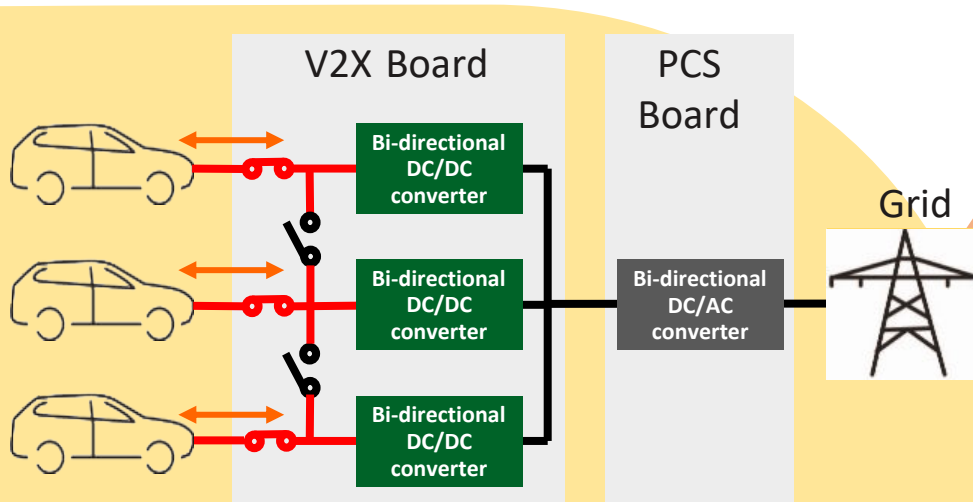 V2X Board
PCS
Board
Bi-directional
DC/DC
converter
Grid
Bi-directional
DC/DC
converter
Bi-directional
DC/AC
converter
Bi-directional
DC/DC
converter